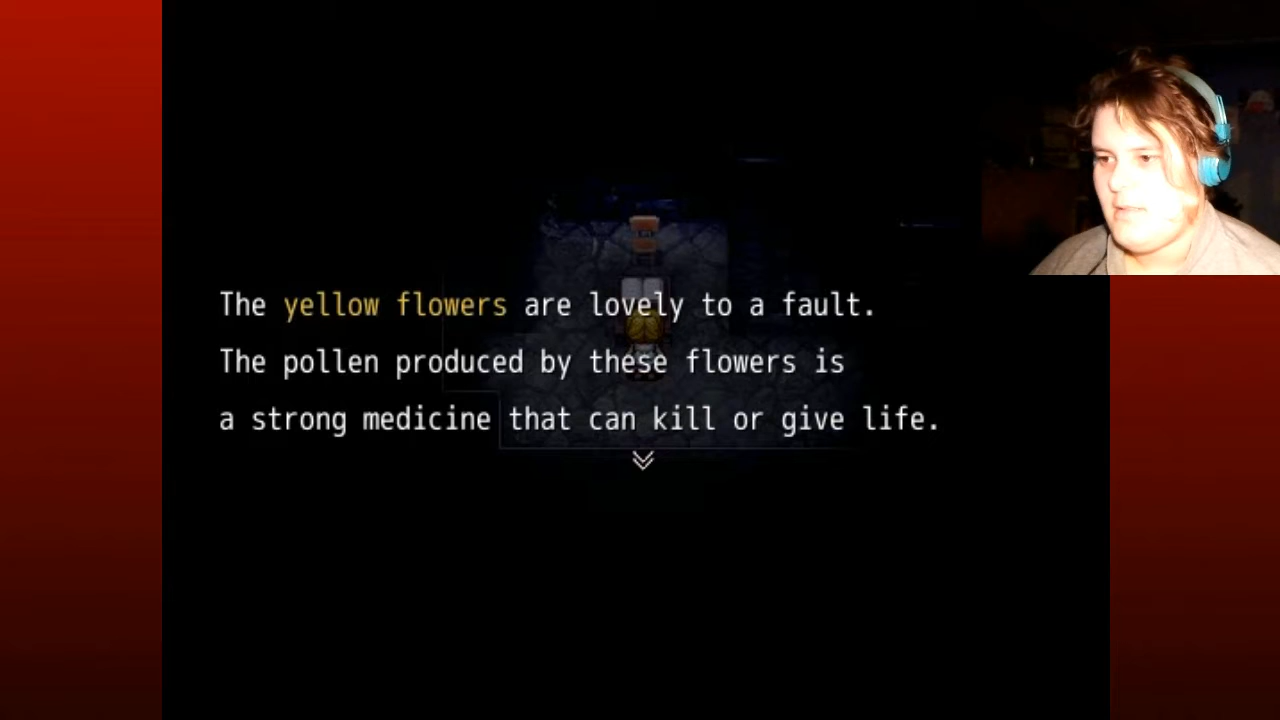 The yellow flowers are lovely to a fault.
The pollen produced by these flowers is
a strong medicine that can kill or give life.